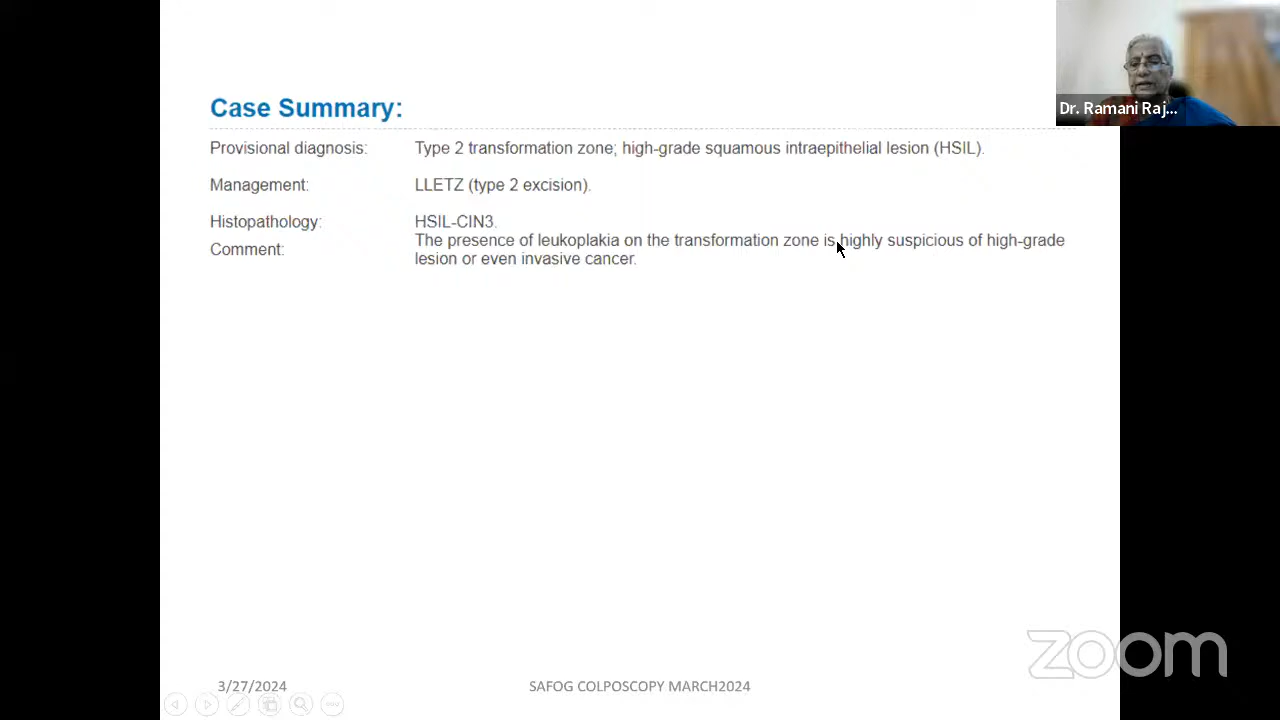 Dr. Ramani Raj...
Case Summary:
Provisional diagnosis: Type 2 transformation zone; high-grade squamous intraepithelial lesion (HSIL).
Management: LLETZ (type 2 excision).
Histopathology: HSIL-CIN3.
Comment: The presence of leukoplakia on the transformation zone is highly suspicious of high-grade
lesion or even invasive cancer.
zoom
3/27/2024 SAFOG COLPOSCOPY MARCH2024